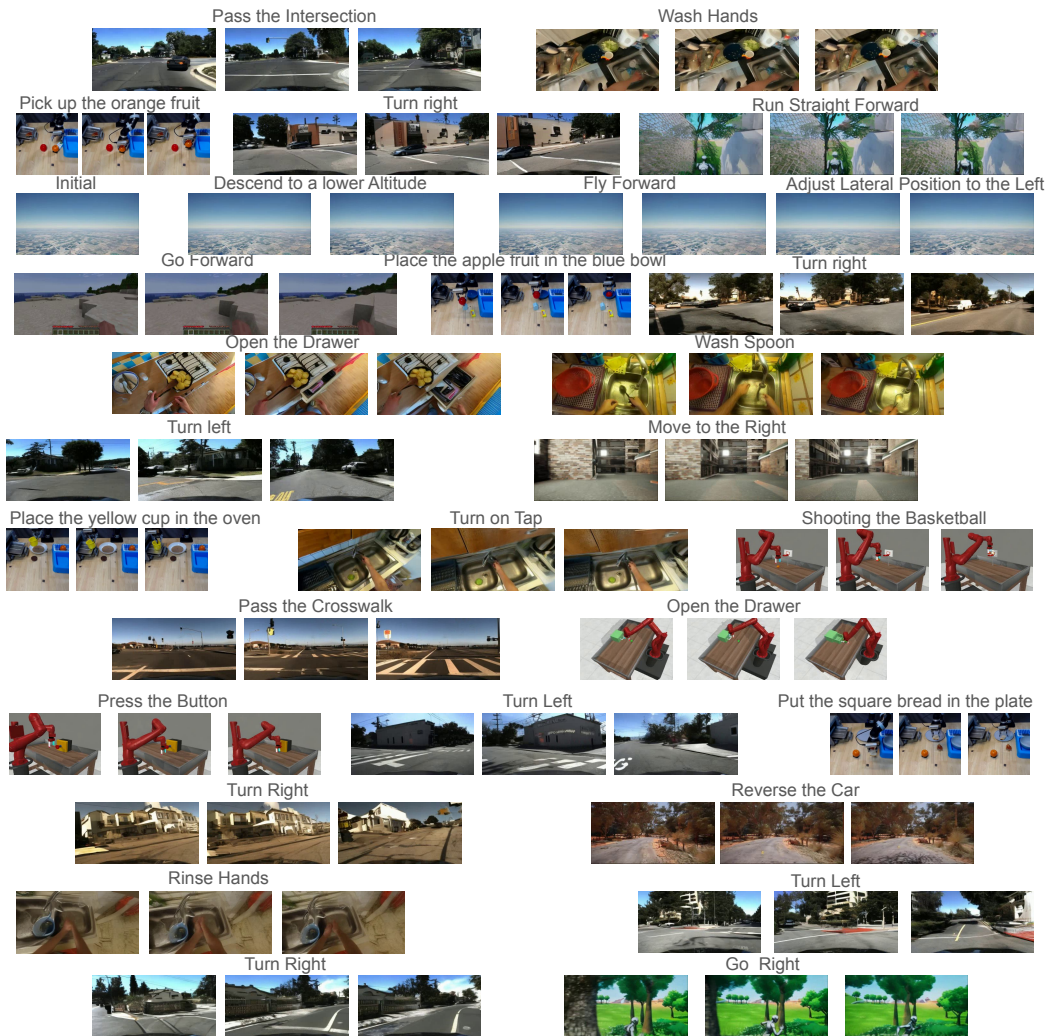 Pass the Intersection
Wash Hands
Pick up the orange fruit
Turn right
Run Straight Forward
Initial
Descend to a lower Altitude
Fly Forward
Adjust Lateral Position to the Left
Go Forward
Place the apple fruit in the blue bowl
Turn right
Open the Drawer
Wash Spoon
Turn left
Move to the Right
Place the yellow cup in the oven
Turn on Tap
Shooting the Basketball
Pass the Crosswalk
Open the Drawer
Press the Button
Turn Left
Put the square bread in the plate
Turn Right
Reverse the Car
Rinse Hands
Turn Left
Turn Right
Go Right